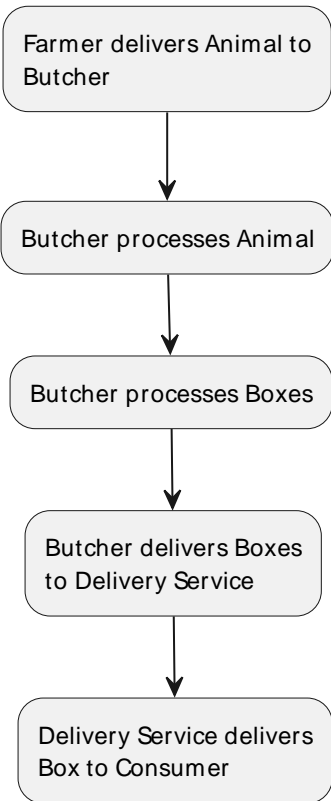 Farmer delivers Animal to
Butcher
Butcher processes Animal
Butcher processes Boxes
Butcher delivers Boxes
to Delivery Service
Delivery Service delivers
Box to Consumer